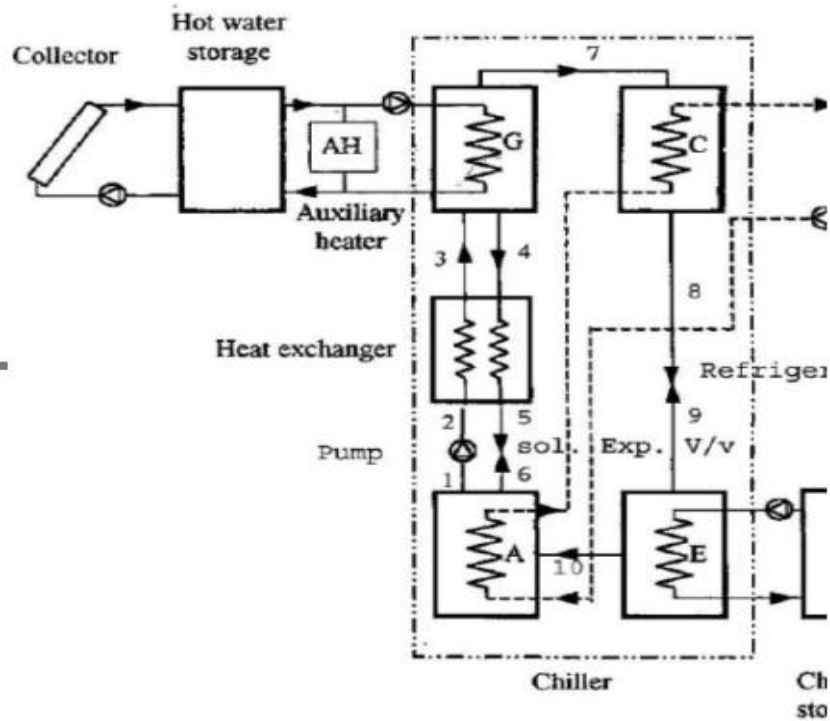 Hot water
storage
Collector
7
AH
G
C
Auxiliary
heater
3
4
8
Heat exchanger
Refriger
2
5
9
Pump
sol. Exp. V/v
1
6
A
10
E
Chiller
Ch
sto